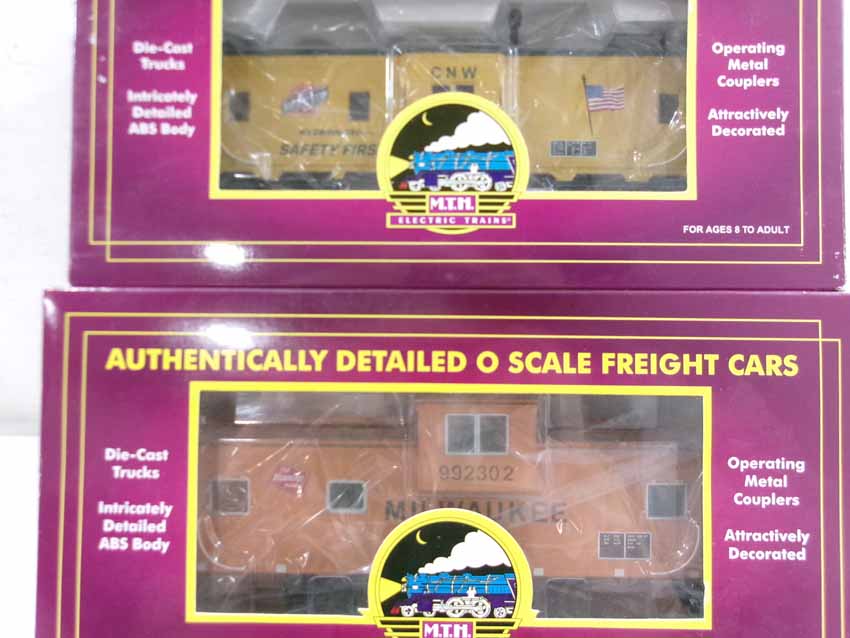 Die-Cast
Trucks
Intricately
Detailed
ABS Body
CNW
SAFETY FIRS
Operating
Metal
Couplers
Attractively
Decorated
M.T.H.
ELECTRIC TRAINS
FOR AGES 8 TO ADULT
AUTHENTICALLY DETAILED O SCALE FREIGHT CARS
Die-Cast
Trucks
Intricately
Detailed
ABS Body
992302
MILWAUKEE
Operating
Metal
Couplers
Attractively
Decorated
M.T.H.